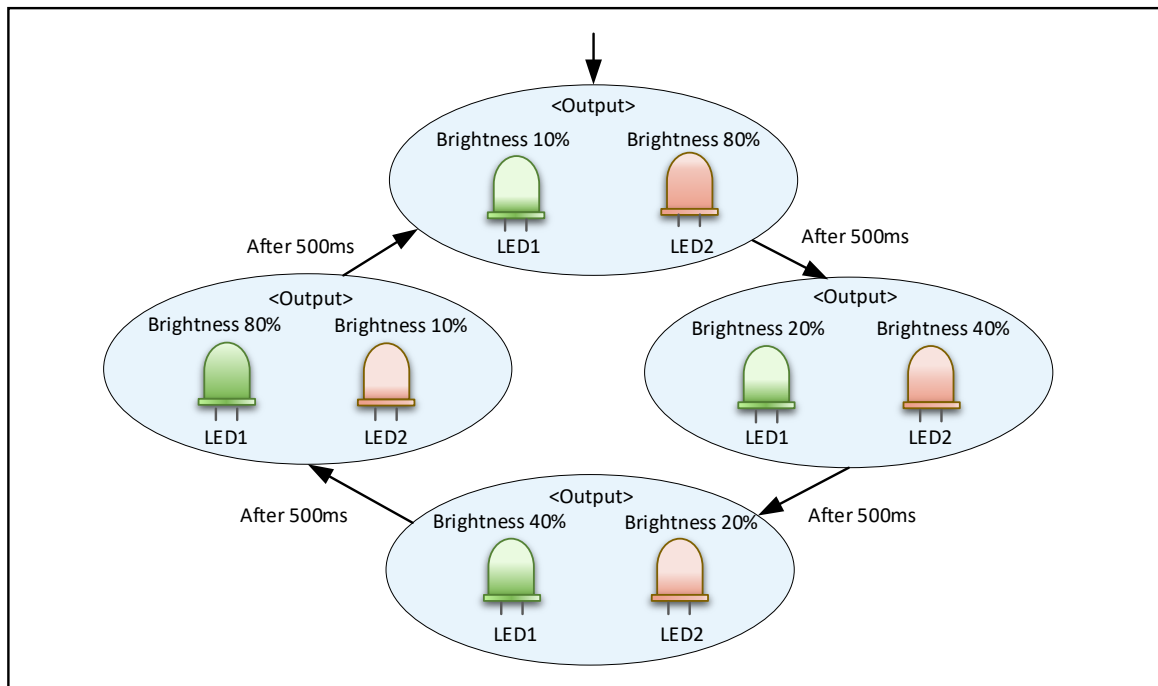 <Output>
Brightness 10% Brightness 80%
LED1 LED2
After 500ms
After 500ms
<Output>
Brightness 80% Brightness 10%
LED1 LED2
<Output>
Brightness 20% Brightness 40%
LED1 LED2
After 500ms
After 500ms
<Output>
Brightness 40% Brightness 20%
LED1 LED2